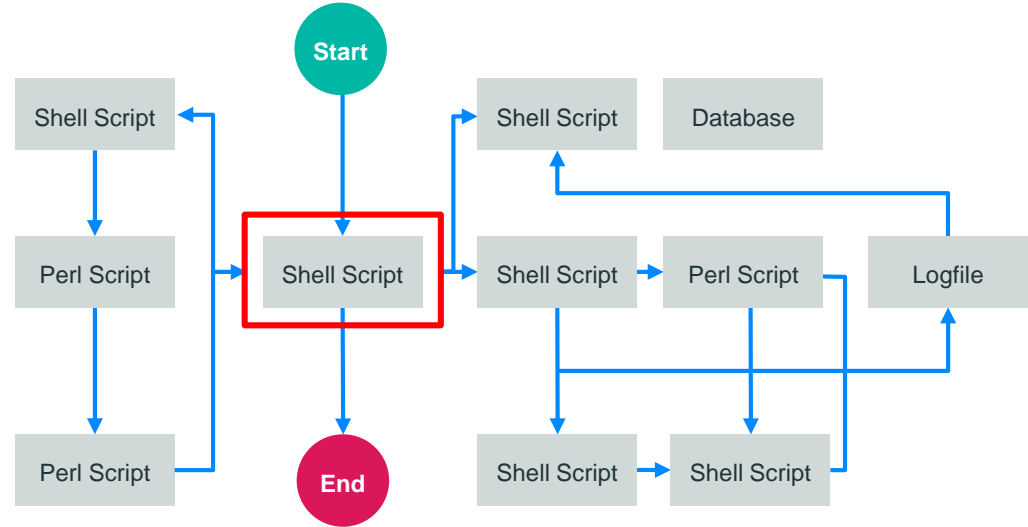 Start
Shell Script
Shell Script
Database
Perl Script
Shell Script
Shell Script
Perl Script
Logfile
Perl Script
End
Shell Script
Shell Script